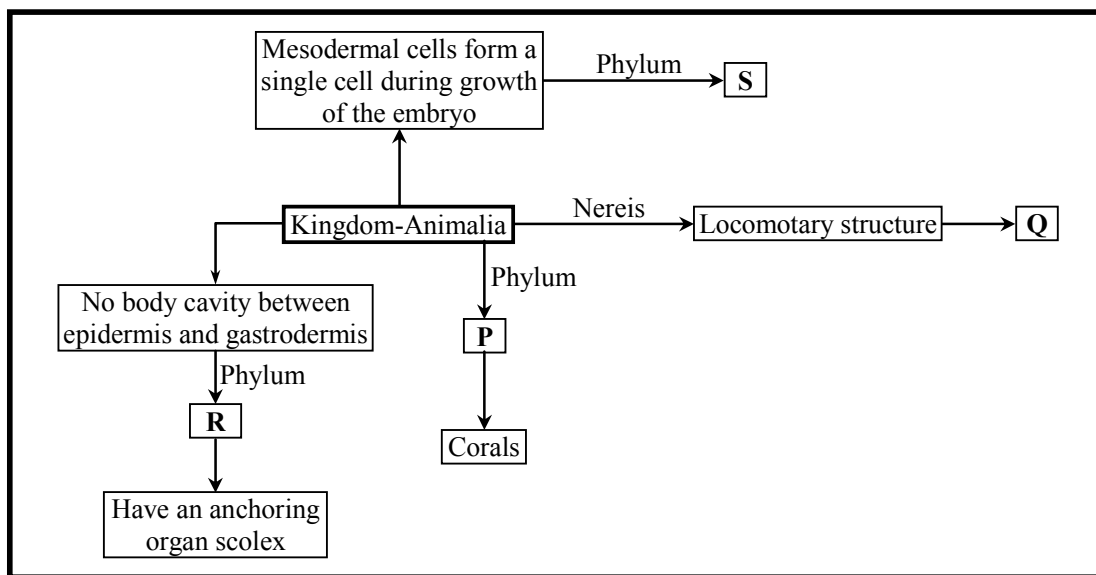 Mesodermal cells form a
single cell during growth
of the embryo
Phylum
S
Kingdom-Animalia
Nereis
Locomotary structure
Q
Phylum
No body cavity between
epidermis and gastrodermis
P
Phylum
R
Corals
Have an anchoring
organ scolex